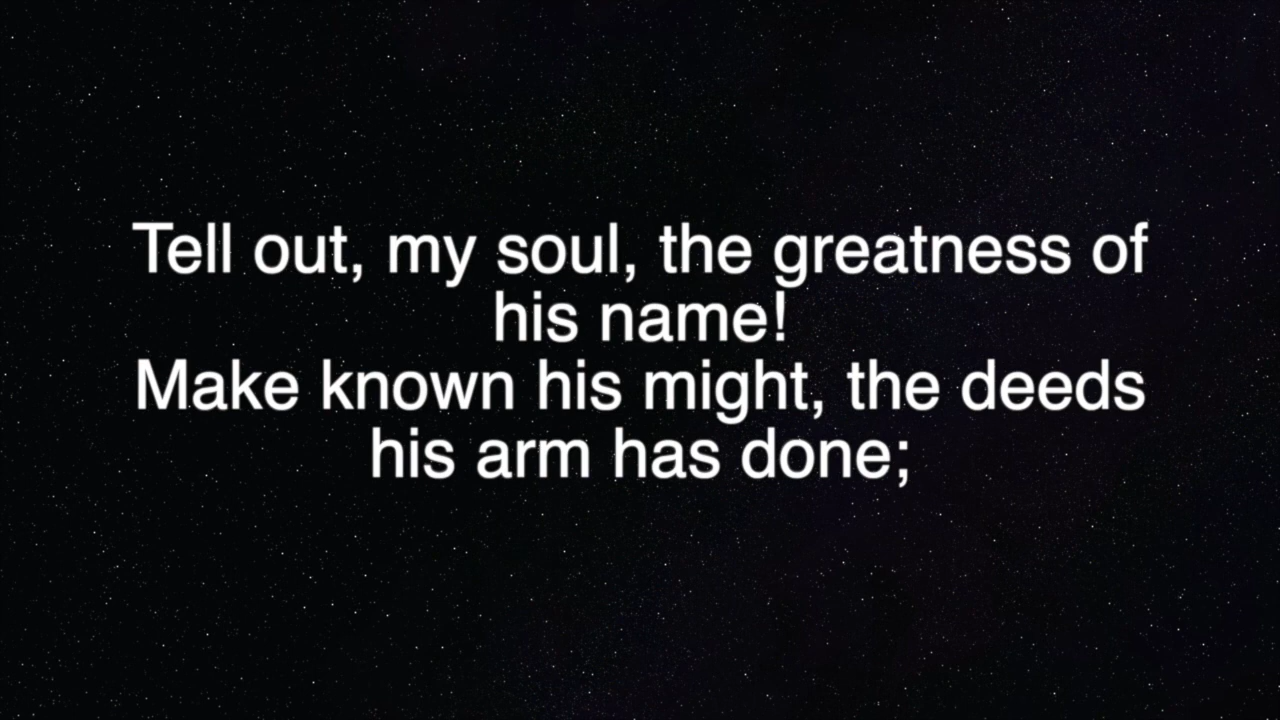 Tell out, my soul, the greatness of
his name!
Make known his might, the deeds
his arm has done;